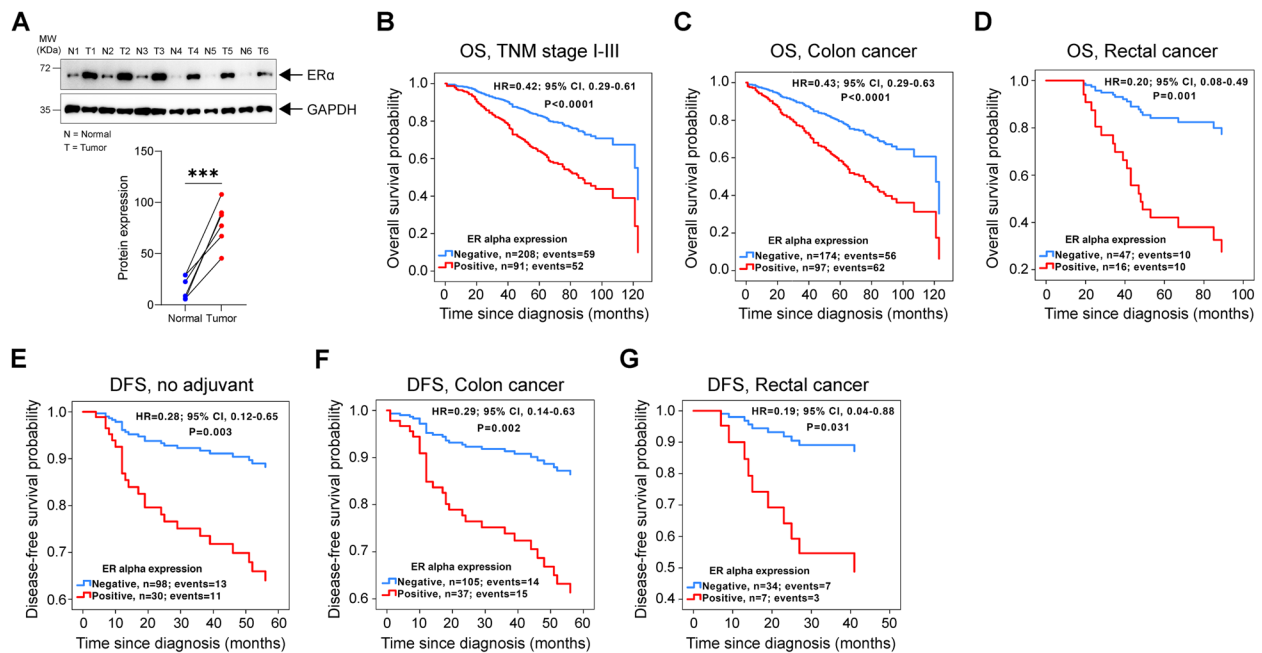 A
MW
(KDa)
N1 T1 N2 T2 N3 T3 N4 T4 N5 T5 N6 T6
72
ERα
35
GAPDH
N = Normal
T = Tumor
Protein expression
150
100
50
0
***
Normal Tumor
B
OS, TNM stage I-III
Overall survival probability
1.0
0.8
0.6
0.4
0.2
0.0
HR=0.42; 95% CI, 0.29-0.61
P<0.0001
ER alpha expression
Negative, n=208; events=59
Positive, n=91; events=52
0 20 40 60 80 100 120
Time since diagnosis (months)
C
OS, Colon cancer
Overall survival probability
1.0
0.8
0.6
0.4
0.2
0.0
HR=0.43; 95% CI, 0.29-0.63
P<0.0001
ER alpha expression
Negative, n=174; events=56
Positive, n=97; events=62
0 20 40 60 80 100 120
Time since diagnosis (months)
D
OS, Rectal cancer
Overall survival probability
1.0
0.8
0.6
0.4
0.2
HR=0.20; 95% CI, 0.08-0.49
P=0.001
ER alpha expression
Negative, n=47; events=10
Positive, n=16; events=10
0 20 40 60 80 100
Time since diagnosis (months)
E
DFS, no adjuvant
Disease-free survival probability
1.0
0.9
0.8
0.7
0.6
HR=0.28; 95% CI, 0.12-0.65
P=0.003
ER alpha expression
Negative, n=98; events=13
Positive, n=30; events=11
0 10 20 30 40 50 60
Time since diagnosis (months)
F
DFS, Colon cancer
Disease-free survival probability
1.0
0.9
0.8
0.7
0.6
HR=0.29; 95% CI, 0.14-0.63
P=0.002
ER alpha expression
Negative, n=105; events=14
Positive, n=37; events=15
0 10 20 30 40 50 60
Time since diagnosis (months)
G
DFS, Rectal cancer
Disease-free survival probability
1.0
0.9
0.8
0.7
0.6
0.5
0.4
HR=0.19; 95% CI, 0.04-0.88
P=0.031
ER alpha expression
Negative, n=34; events=7
Positive, n=7; events=3
0 10 20 30 40 50
Time since diagnosis (months)